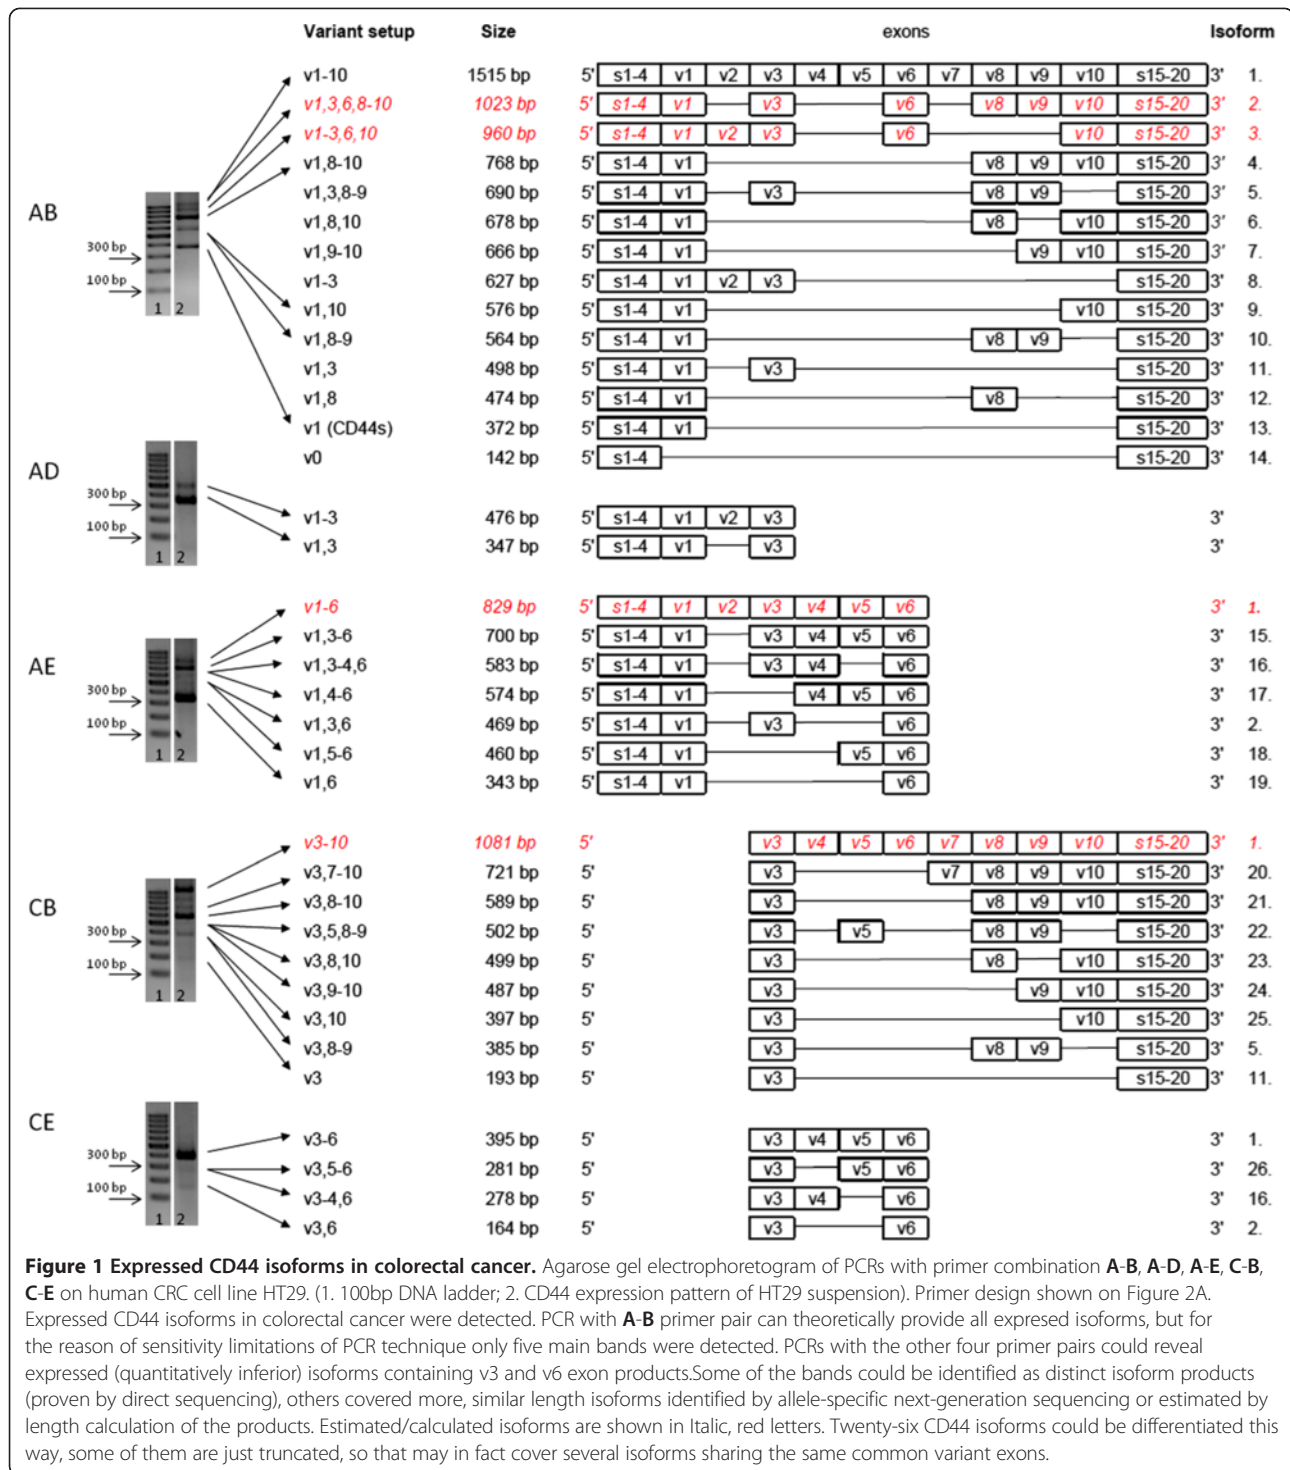 Variant setup Size exons Isoform
AB
300 bp
100 bp
1 2
v1-10 1515 bp 5' s1-4 v1 v2 v3 v4 v5 v6 v7 v8 v9 v10 s15-20 3' 1.
v1,3,6,8-10 1023 bp 5' s1-4 v1 v3 v6 v8 v9 v10 s15-20 3' 2.
v1-3,6,10 960 bp 5' s1-4 v1 v2 v3 v6 v10 s15-20 3' 3.
v1,8-10 768 bp 5' s1-4 v1 v8 v9 v10 s15-20 3' 4.
v1,3,8-9 690 bp 5' s1-4 v1 v3 v8 v9 s15-20 3' 5.
v1,8,10 678 bp 5' s1-4 v1 v8 v10 s15-20 3' 6.
v1,9-10 666 bp 5' s1-4 v1 v9 v10 s15-20 3' 7.
v1-3 627 bp 5' s1-4 v1 v2 v3 s15-20 3' 8.
v1,10 576 bp 5' s1-4 v1 v10 s15-20 3' 9.
v1,8-9 564 bp 5' s1-4 v1 v8 v9 s15-20 3' 10.
v1,3 498 bp 5' s1-4 v1 v3 s15-20 3' 11.
v1,8 474 bp 5' s1-4 v1 v8 s15-20 3' 12.
v1 (CD44s) 372 bp 5' s1-4 v1 s15-20 3' 13.
v0 142 bp 5' s1-4 s15-20 3' 14.
AD
300 bp
100 bp
1 2
v1-3 476 bp 5' s1-4 v1 v2 v3 3'
v1,3 347 bp 5' s1-4 v1 v3 3'
AE
300 bp
100 bp
1 2
v1-6 829 bp 5' s1-4 v1 v2 v3 v4 v5 v6 3' 1.
v1,3-6 700 bp 5' s1-4 v1 v3 v4 v5 v6 3' 15.
v1,3-4,6 583 bp 5' s1-4 v1 v3 v4 v6 3' 16.
v1,4-6 574 bp 5' s1-4 v1 v4 v5 v6 3' 17.
v1,3,6 469 bp 5' s1-4 v1 v3 v6 3' 2.
v1,5-6 460 bp 5' s1-4 v1 v5 v6 3' 18.
v1,6 343 bp 5' s1-4 v1 v6 3' 19.
CB
300 bp
100 bp
1 2
v3-10 1081 bp 5' v3 v4 v5 v6 v7 v8 v9 v10 s15-20 3' 1.
v3,7-10 721 bp 5' v3 v7 v8 v9 v10 s15-20 3' 20.
v3,8-10 589 bp 5' v3 v8 v9 v10 s15-20 3' 21.
v3,5,8-9 502 bp 5' v3 v5 v8 v9 s15-20 3' 22.
v3,8,10 499 bp 5' v3 v8 v10 s15-20 3' 23.
v3,9-10 487 bp 5' v3 v9 v10 s15-20 3' 24.
v3,10 397 bp 5' v3 v10 s15-20 3' 25.
v3,8-9 385 bp 5' v3 v8 v9 s15-20 3' 5.
v3 193 bp 5' v3 s15-20 3' 11.
CE
300 bp
100 bp
1 2
v3-6 395 bp 5' v3 v4 v5 v6 3' 1.
v3,5-6 281 bp 5' v3 v5 v6 3' 26.
v3-4,6 278 bp 5' v3 v4 v6 3' 16.
v3,6 164 bp 5' v3 v6 3' 2.
Figure 1 Expressed CD44 isoforms in colorectal cancer. Agarose gel electrophoretogram of PCRs with primer combination A-B, A-D, A-E, C-B,
C-E on human CRC cell line HT29. (1. 100bp DNA ladder; 2. CD44 expression pattern of HT29 suspension). Primer design shown on Figure 2A.
Expressed CD44 isoforms in colorectal cancer were detected. PCR with A-B primer pair can theoretically provide all expresed isoforms, but for
the reason of sensitivity limitations of PCR technique only five main bands were detected. PCRs with the other four primer pairs could reveal
expressed (quantitatively inferior) isoforms containing v3 and v6 exon products.Some of the bands could be identified as distinct isoform products
(proven by direct sequencing), others covered more, similar length isoforms identified by allele-specific next-generation sequencing or estimated by
length calculation of the products. Estimated/calculated isoforms are shown in Italic, red letters. Twenty-six CD44 isoforms could be differentiated this
way, some of them are just truncated, so that may in fact cover several isoforms sharing the same common variant exons.